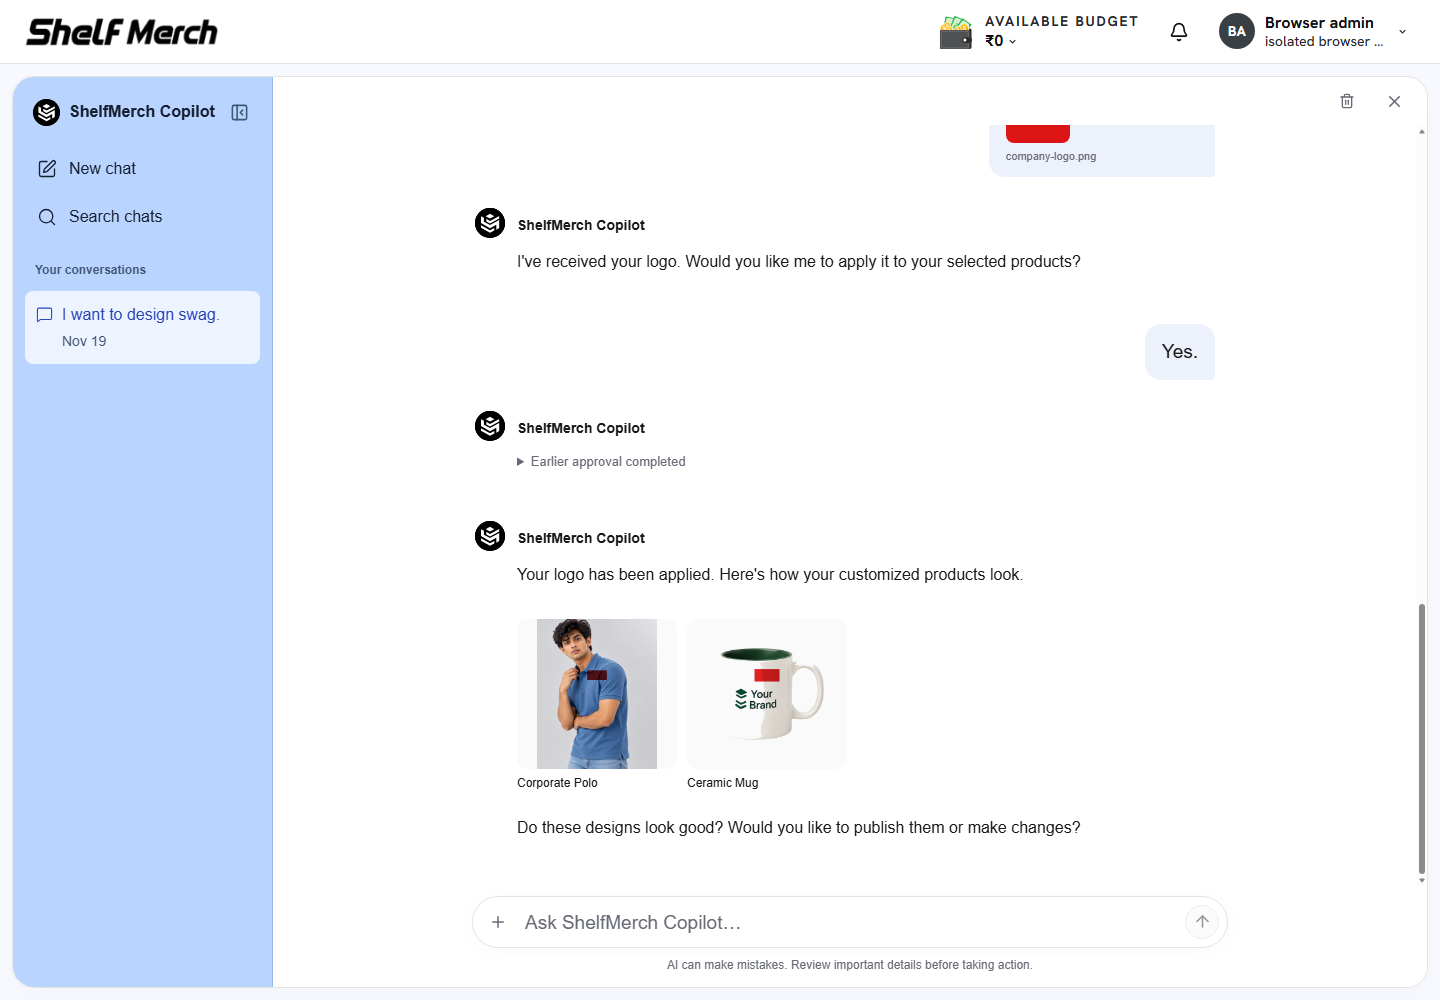 Shelf Merch
AVAILABLE BUDGET
₹0
BA
Browser admin
isolated browser ...
ShelfMerch Copilot
New chat
Search chats
Your conversations
I want to design swag.
Nov 19
company-logo.png
ShelfMerch Copilot
I've received your logo. Would you like me to apply it to your selected products?
Yes.
ShelfMerch Copilot
Earlier approval completed
ShelfMerch Copilot
Your logo has been applied. Here's how your customized products look.
Your
Brand
Corporate Polo
Ceramic Mug
Do these designs look good? Would you like to publish them or make changes?
Ask ShelfMerch Copilot...
AI can make mistakes. Review important details before taking action.